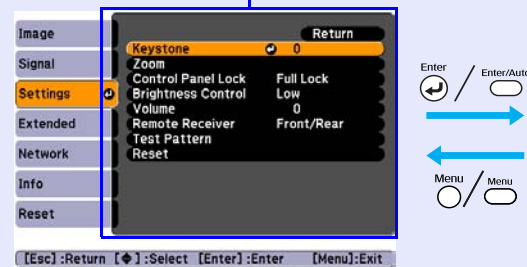 Image
Signal
Settings
Extended
Network
Info
Reset
Return
Keystone 0
Zoom
Control Panel Lock Full Lock
Brightness Control Low
Volume 0
Remote Receiver Front/Rear
Test Pattern
Reset
[Esc] :Return [◆] :Select [Enter] :Enter [Menu]:Exit
Enter / Enter/Auto
Menu / Menu